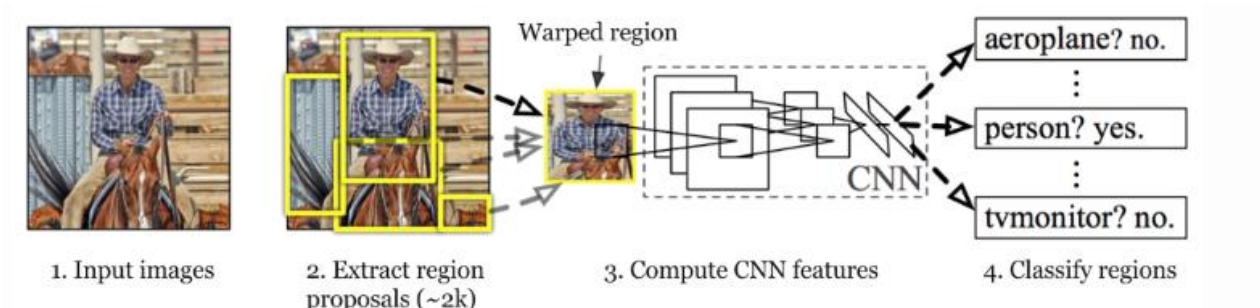 Warped region
aeroplane? no.
person? yes.
CNN
tvmonitor? no.
1. Input images
2. Extract region
proposals (~2k)
3. Compute CNN features
4. Classify regions